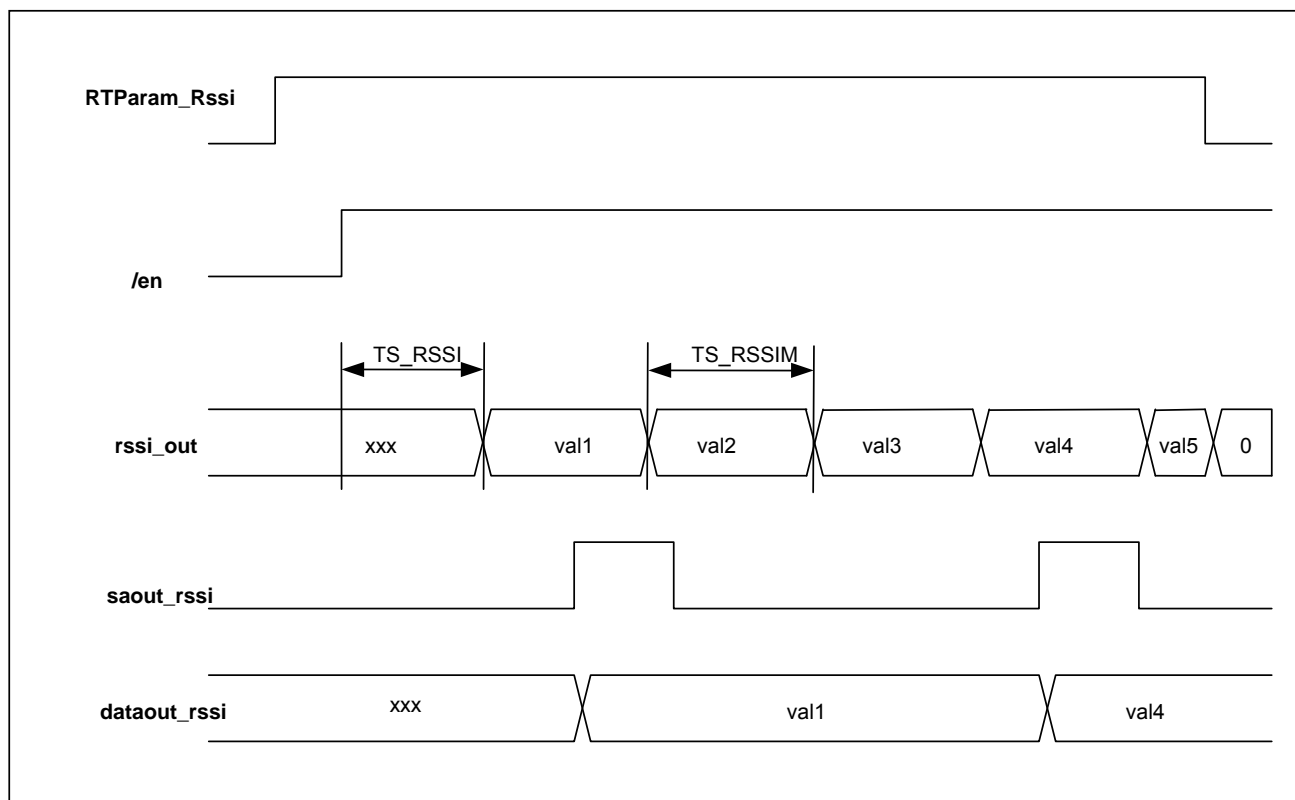 RTParam_Rssi
/en
TS_RSSI TS_RSSIM
rssi_out xxx val1 val2 val3 val4 val5 0
saout_rssi
dataout_rssi xxx val1 val4